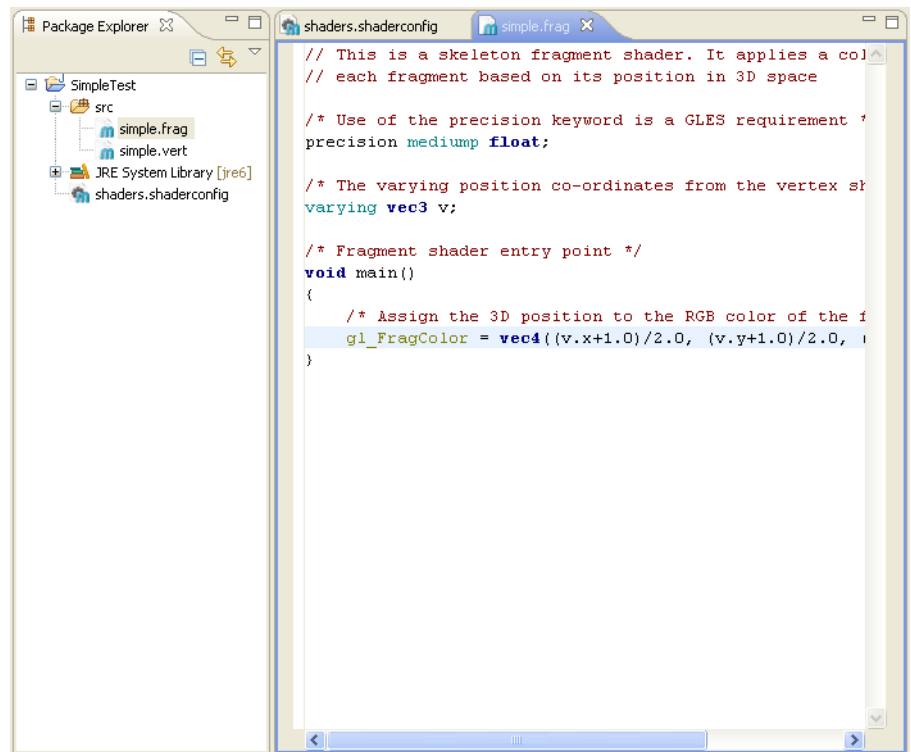 Package Explorer
SimpleTest
src
simple.frag
simple.vert
JRE System Library [jre6]
shaders.shaderconfig
shaders.shaderconfig
simple.frag
// This is a skeleton fragment shader. It applies a col
// each fragment based on its position in 3D space
/* Use of the precision keyword is a GLES requirement *
precision mediump float;
/* The varying position co-ordinates from the vertex sh
varying vec3 v;
/* Fragment shader entry point */
void main()
{
/* Assign the 3D position to the RGB color of the f
gl_FragColor = vec4((v.x+1.0)/2.0, (v.y+1.0)/2.0,
}